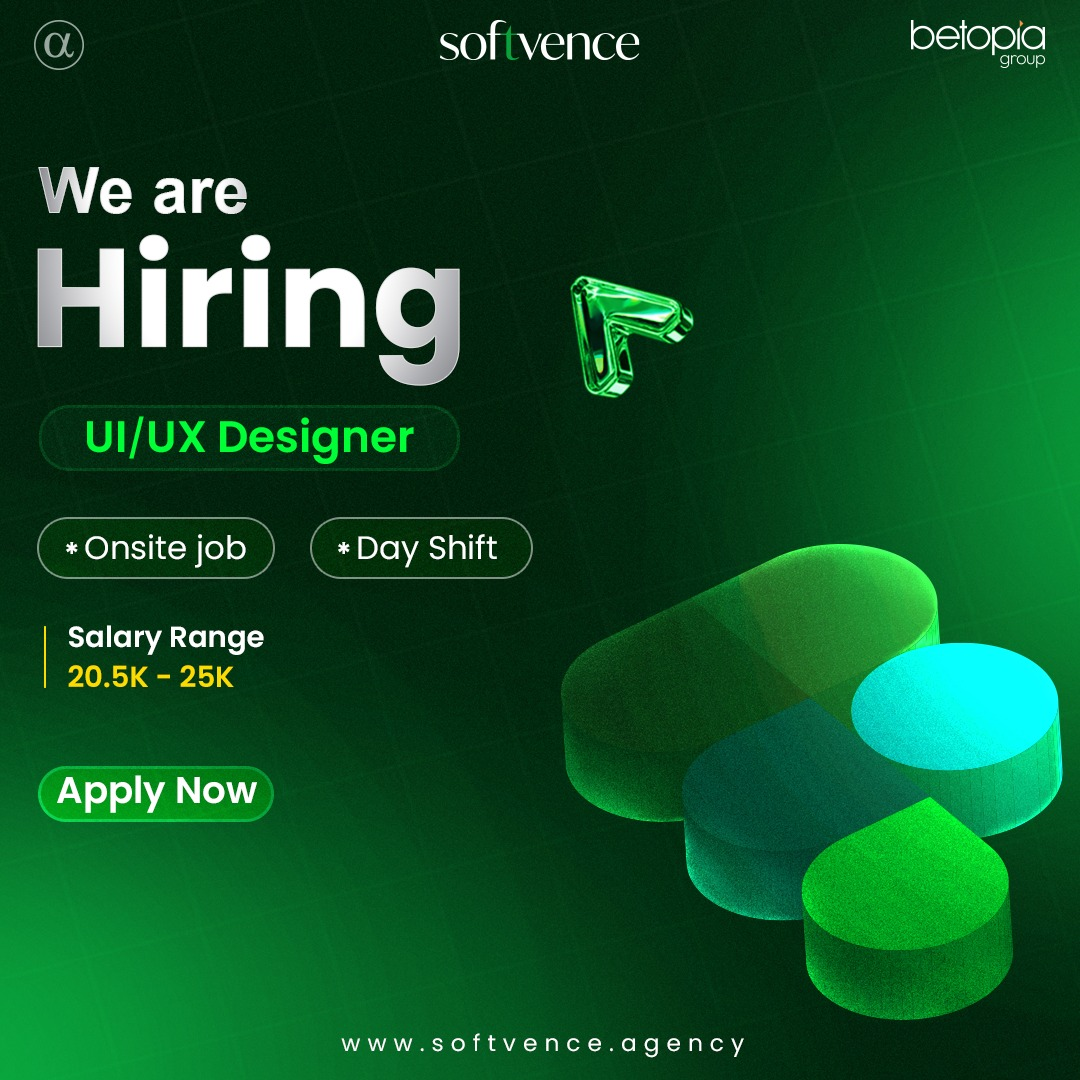 α
softvence
betopia
group
We are
Hiring
UI/UX Designer
* Onsite job
* Day Shift
Salary Range
20.5K - 25K
Apply Now
www.softvence.agency